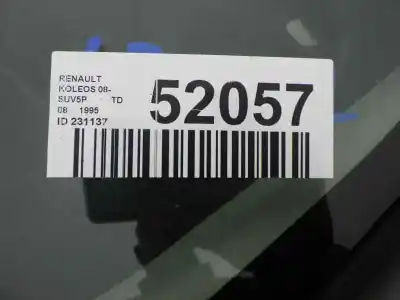 RENAULT
KOLEOS 08-
SUV5P TD
08 1995
ID 231137
52057